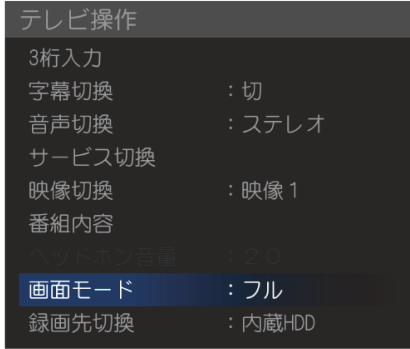 テレビ操作
3桁入力
字幕切換 :切
音声切換 :ステレオ
サービス切換
映像切換 :映像1
番組内容
ヘッドホン音量 :20
画面モード :フル
録画先切換 :内蔵HDD